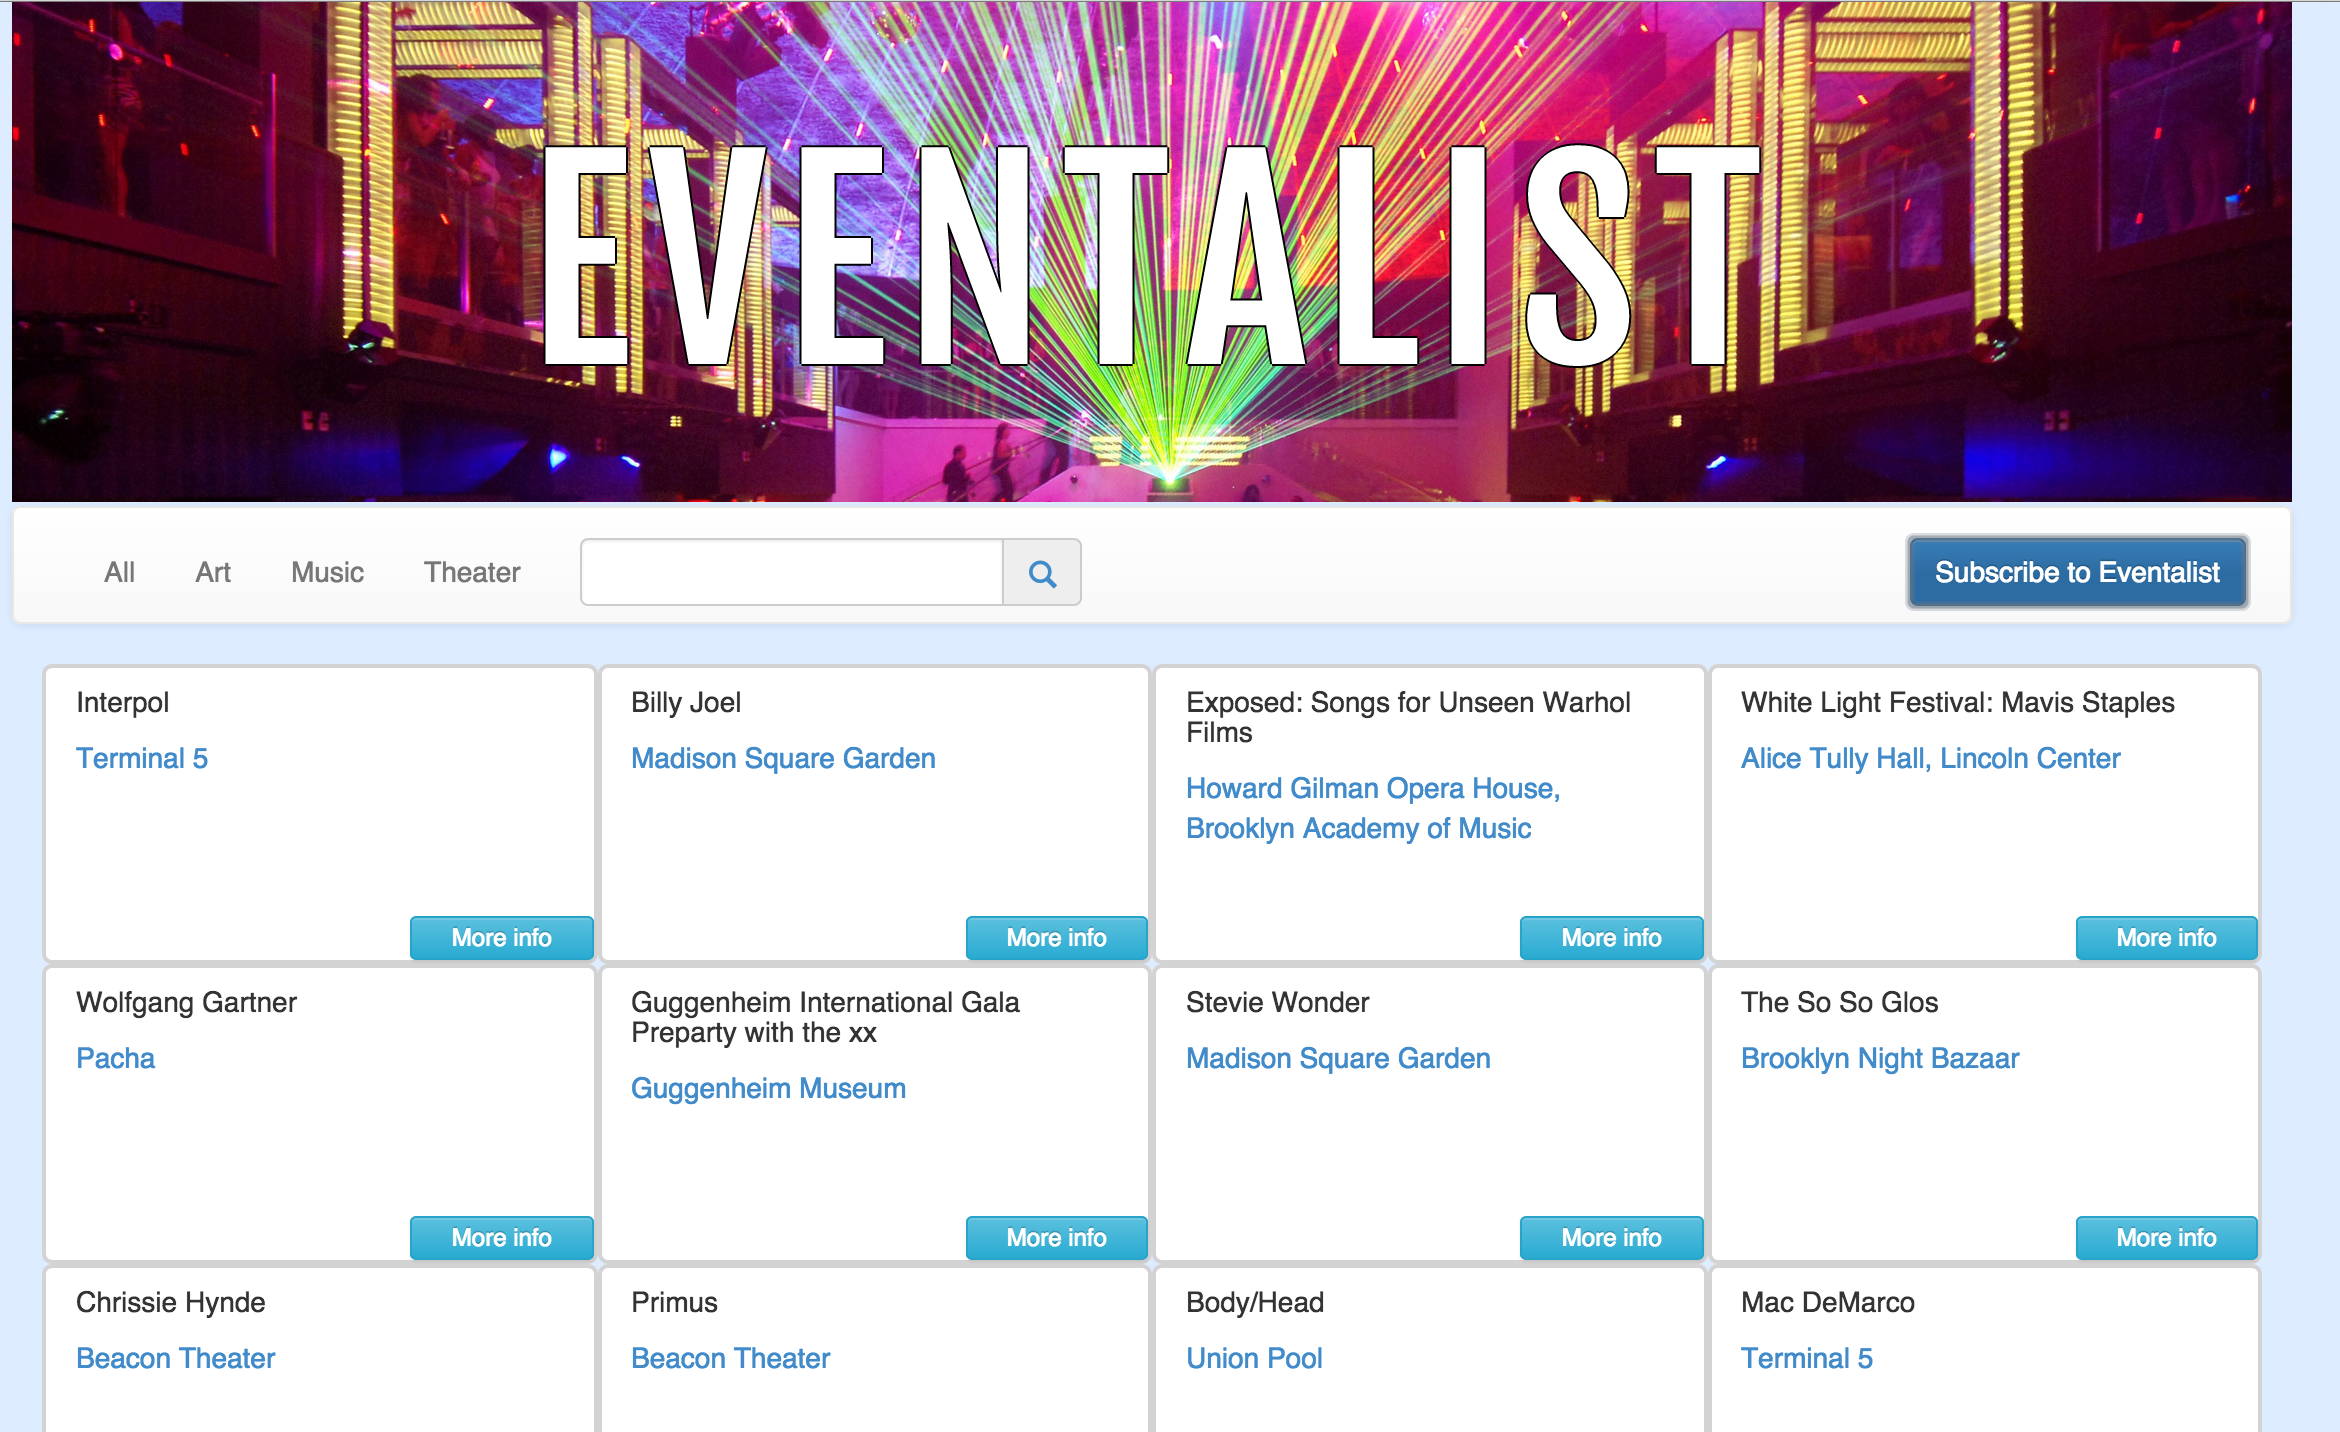 EVENTALIST
All Art Music Theater Subscribe to Eventalist
Interpol
Terminal 5
More info
Billy Joel
Madison Square Garden
More info
Exposed: Songs for Unseen Warhol
Films
Howard Gilman Opera House,
Brooklyn Academy of Music
More info
White Light Festival: Mavis Staples
Alice Tully Hall, Lincoln Center
More info
Wolfgang Gartner
Pacha
More info
Guggenheim International Gala
Preparty with the xx
Guggenheim Museum
More info
Stevie Wonder
Madison Square Garden
More info
The So So Glos
Brooklyn Night Bazaar
More info
Chrissie Hynde
Beacon Theater
Primus
Beacon Theater
Body/Head
Union Pool
Mac DeMarco
Terminal 5